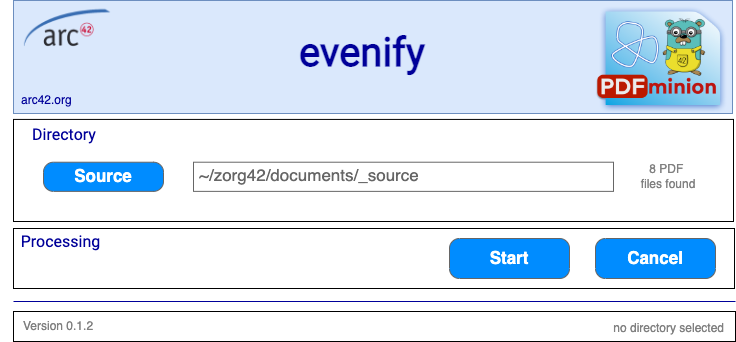 arc42
evenify
42
PDFminion
arc42.org
Directory
Source
~/zorg42/documents/_source
8 PDF
files found
Processing
Start
Cancel
Version 0.1.2
no directory selected